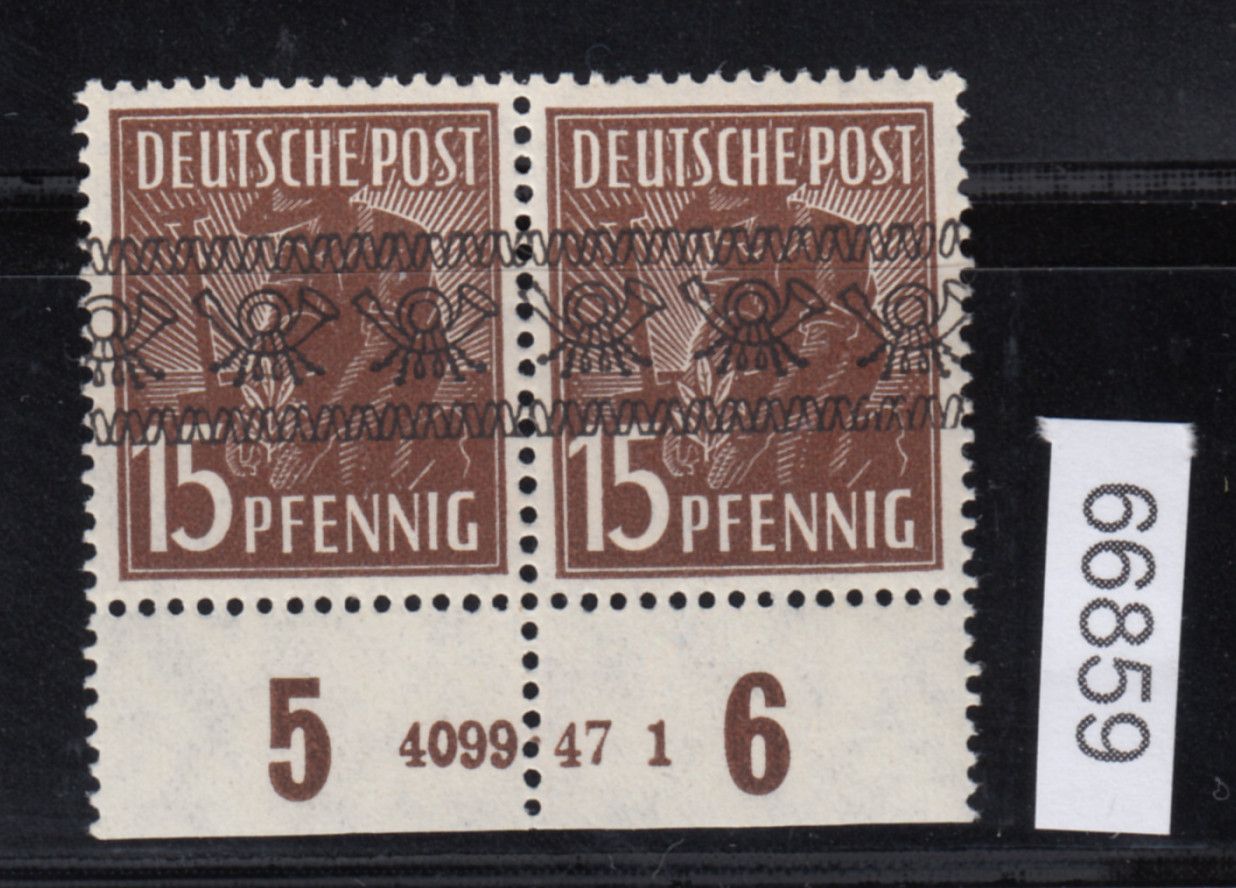 DEUTSCHE POST
15 PFENNIG
DEUTSCHE POST
15 PFENNIG
5 4099 47 1 6
66859